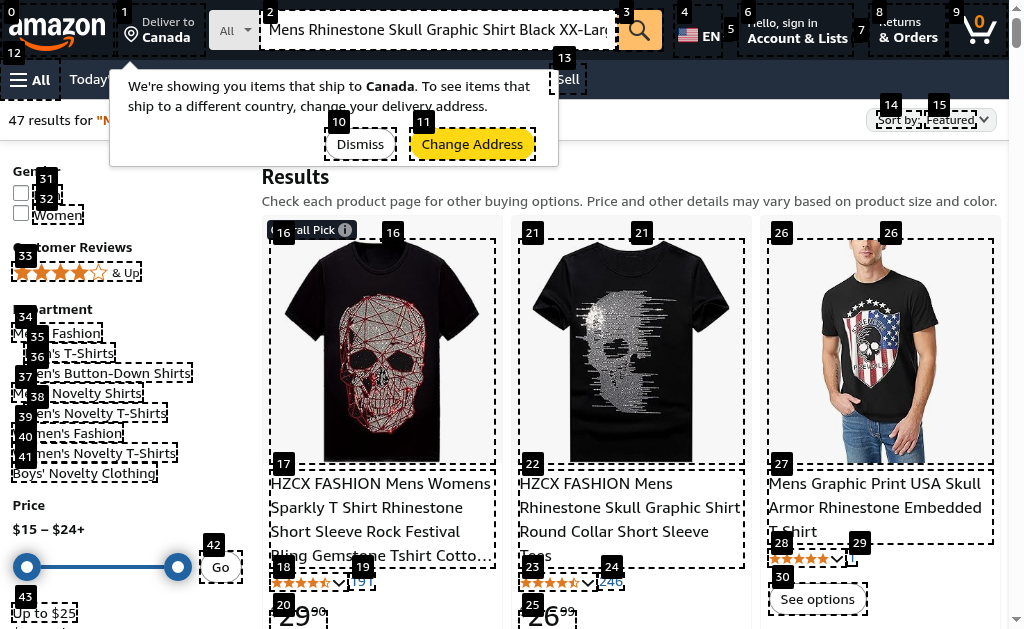 0
1
2
3
4
5
6
7
8
9
amazon
Deliver to
Canada
All
Mens Rhinestone Skull Graphic Shirt Black XX-Lar
EN
Hello, sign in
Account & Lists
Returns
& Orders
0
12
13
All
Today'
Sell
We're showing you items that ship to Canada. To see items that
ship to a different country, change your delivery address.
10
11
Dismiss
Change Address
47 results for "M
14
15
Sort by:
Featured
Results
Check each product page for other buying options. Price and other details may vary based on product size and color.
31
32
Women
Customer Reviews
33
& Up
34
Department
Men's Fashion
35
Men's T-Shirts
36
Men's Button-Down Shirts
37
Men's Novelty Shirts
38
Men's Novelty T-Shirts
39
Women's Fashion
40
Women's Novelty T-Shirts
41
Boys' Novelty Clothing
Price
$15 – $24+
42
Go
43
Up to $25
16
16
Overall Pick
17
HZCX FASHION Mens Womens
Sparkly T Shirt Rhinestone
Short Sleeve Rock Festival
Bling Gemstone Tshirt Cotto…
18
19
191
20
29⁹⁰
21
21
22
HZCX FASHION Mens
Rhinestone Skull Graphic Shirt
Round Collar Short Sleeve
Tees
23
24
246
25
26⁹⁹
26
26
27
Mens Graphic Print USA Skull
Armor Rhinestone Embedded
T-Shirt
28
29
1
30
See options